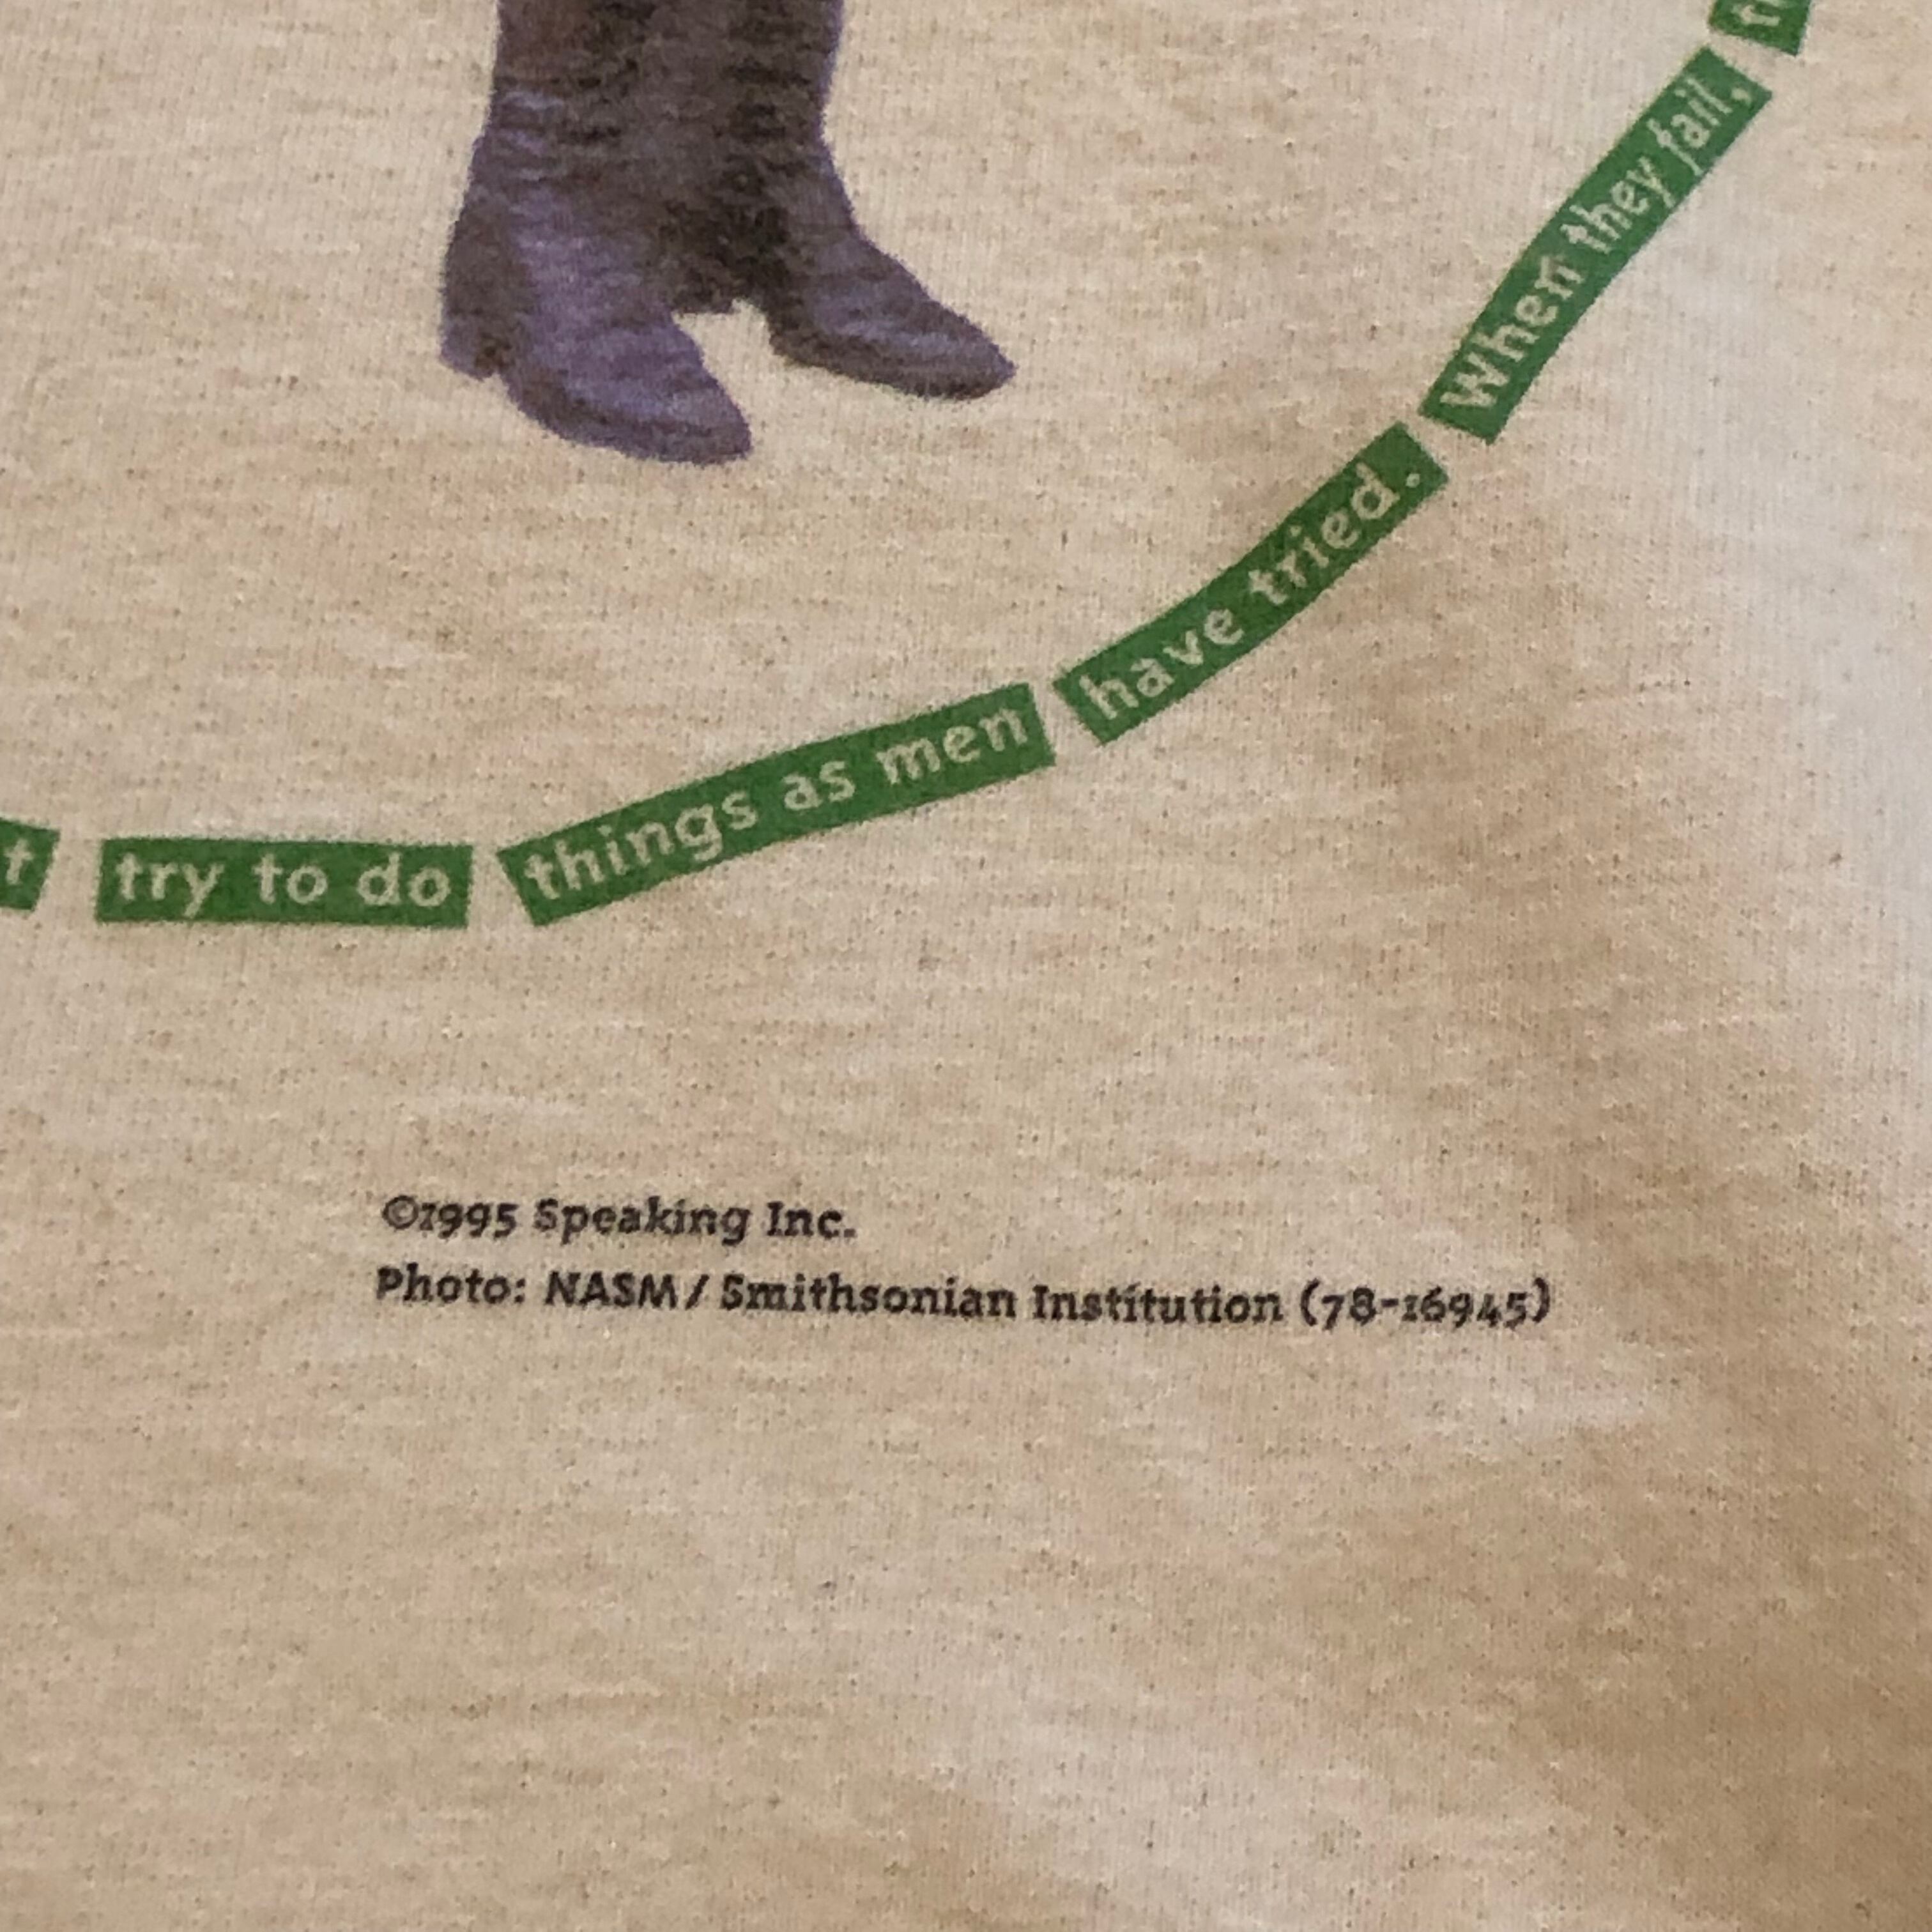 t try to do things as men have tried. When they fail,
©1995 Speaking Inc.
Photo: NASM/Smithsonian Institution (78-16945)